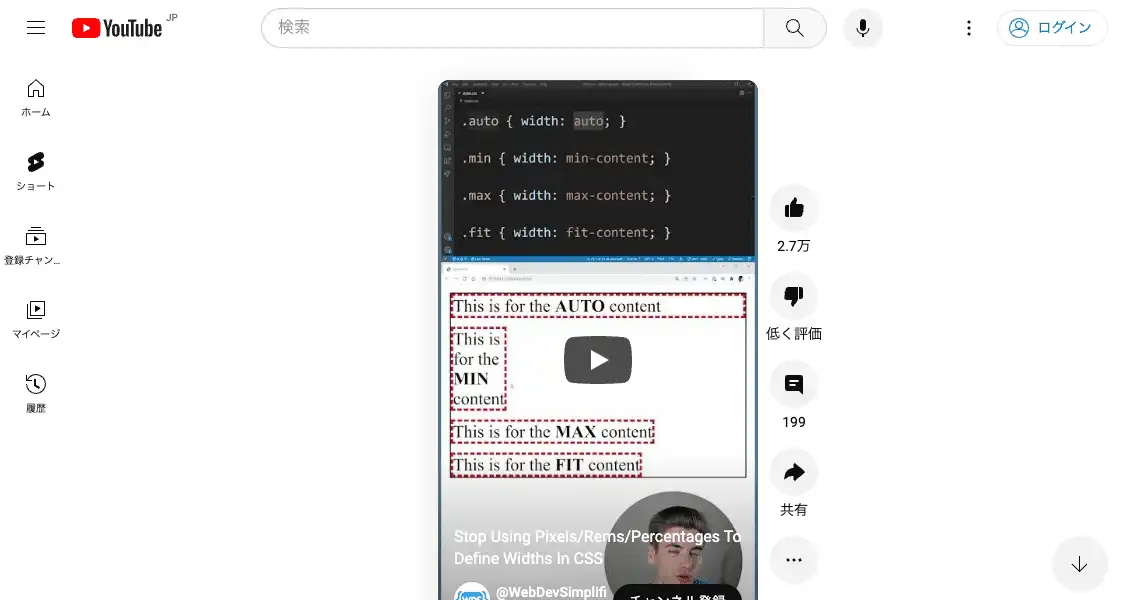 YouTube JP
検索
ログイン
ホーム
ショート
登録チャン...
マイページ
履歴
.auto { width: auto; }
.min { width: min-content; }
.max { width: max-content; }
.fit { width: fit-content; }
This is for the AUTO content
This is
for the
MIN
content
This is for the MAX content
This is for the FIT content
Stop Using Pixels/Rems/Percentages To
Define Widths In CSS
@WebDevSimplifi
チャンネル登録
2.7万
低く評価
199
共有